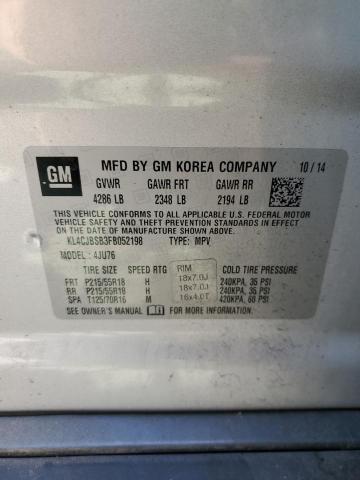 GM
MFD BY GM KOREA COMPANY 10/14
GVWR GAWR FRT GAWR RR
4286 LB 2348 LB 2194 LB
THIS VEHICLE CONFORMS TO ALL APPLICABLE U.S. FEDERAL MOTOR
VEHICLE SAFETY, BUMPER, AND THEFT PREVENTION STANDARDS IN
EFFECT ON THE DATE OF MANUFACTURE SHOWN ABOVE.
KL4CJBSB3FB052198 TYPE: MPV
MODEL: 4JU76
TIRE SIZE SPEED RTG RIM COLD TIRE PRESSURE
FRT P215/55R18 H 18x7.0J 240KPA, 35 PSI
RR P215/55R18 H 18x7.0J 240KPA, 35 PSI
SPA T125/70R16 M 16x4.0T 420KPA, 60 PSI
SEE OWNER'S MANUAL FOR ADDITIONAL INFORMATION